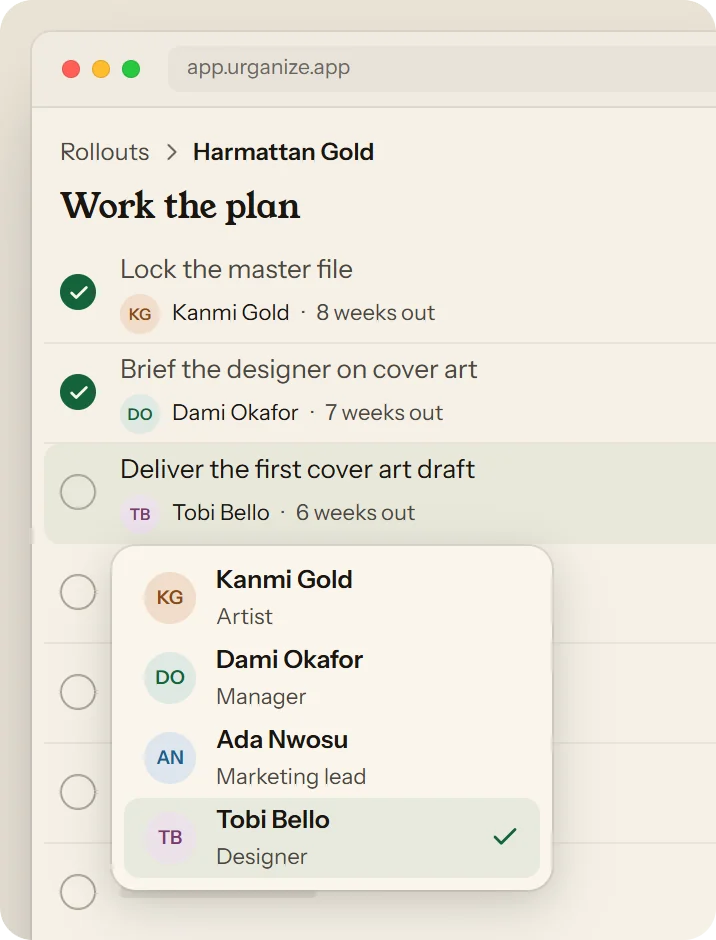 app.urganize.app
Rollouts > Harmattan Gold
Work the plan
Lock the master file
KG Kanmi Gold · 8 weeks out
Brief the designer on cover art
DO Dami Okafor · 7 weeks out
Deliver the first cover art draft
TB Tobi Bello · 6 weeks out
KG Kanmi Gold
Artist
DO Dami Okafor
Manager
AN Ada Nwosu
Marketing lead
TB Tobi Bello
Designer